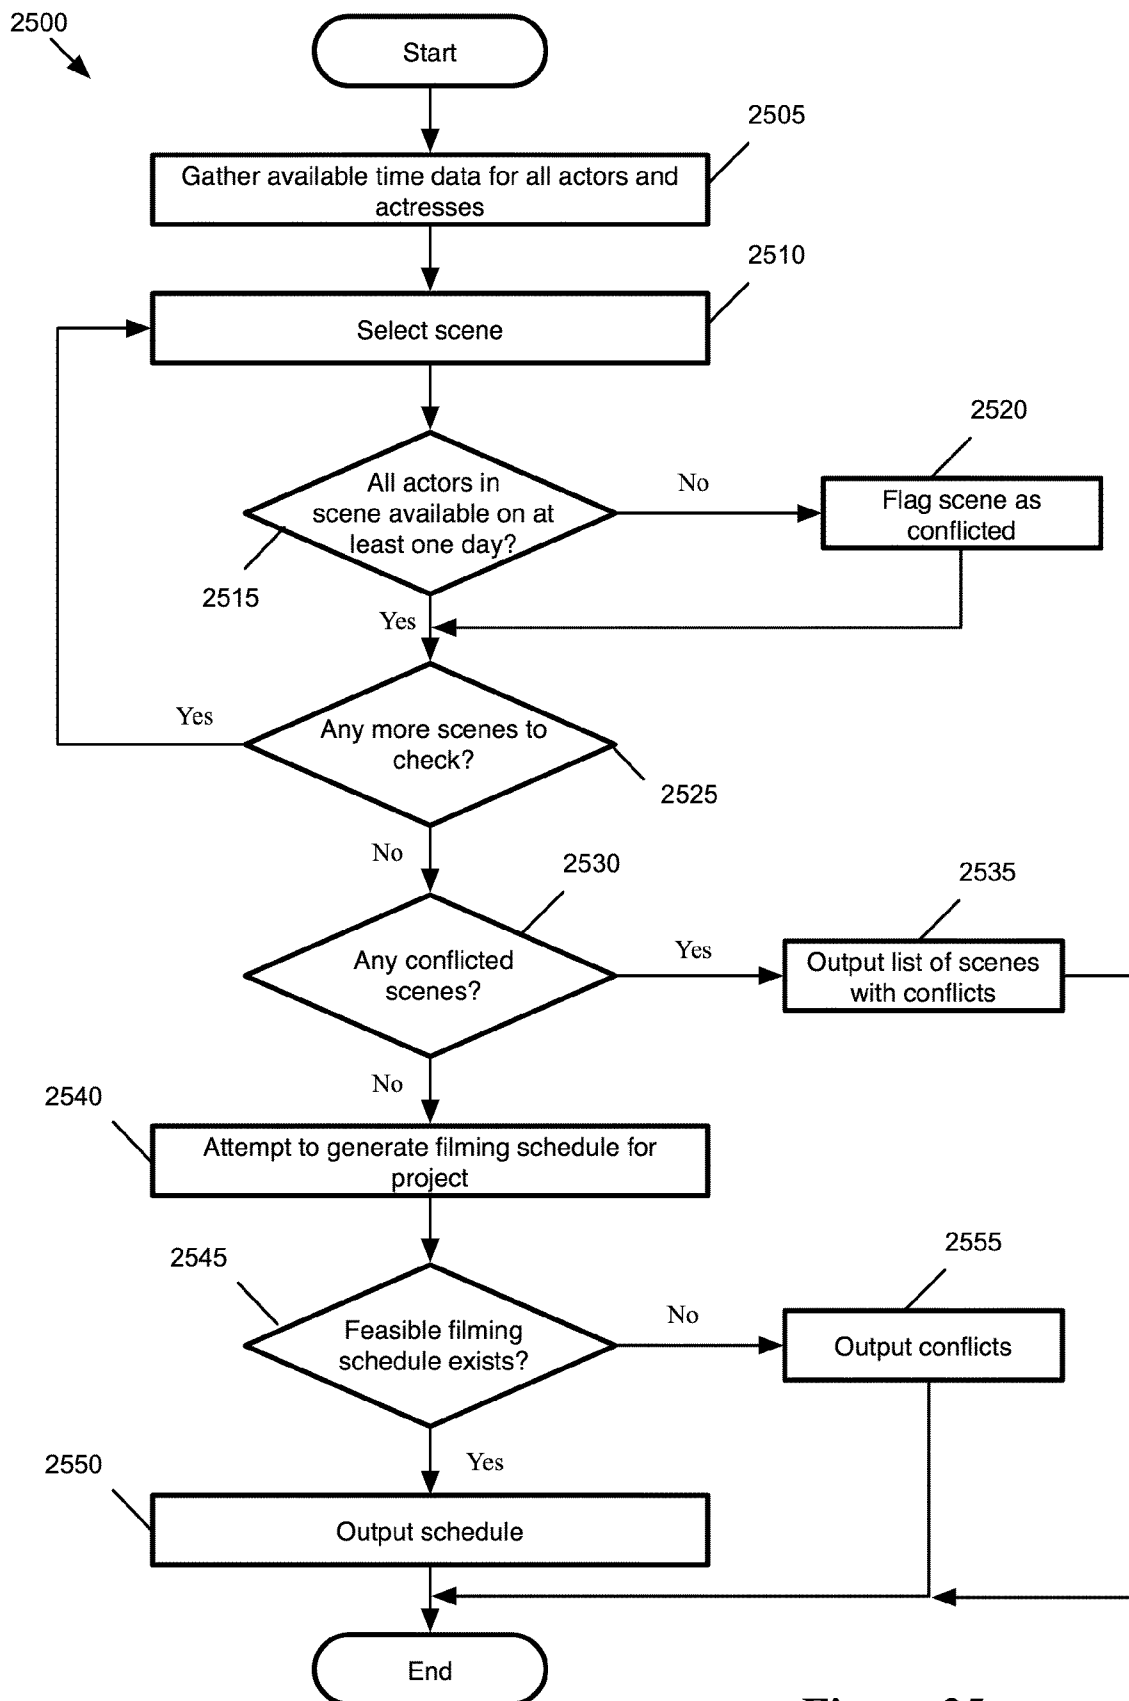 2500
Start
2505
Gather available time data for all actors and
actresses
2510
Select scene
2520
All actors in
scene available on at
least one day?
No
Flag scene as
conflicted
2515
Yes
Yes
Any more scenes to
check?
2525
No
2530
2535
Any conflicted
scenes?
Yes
Output list of scenes
with conflicts
No
2540
Attempt to generate filming schedule for
project
2545
2555
Feasible filming
schedule exists?
No
Output conflicts
Yes
2550
Output schedule
End